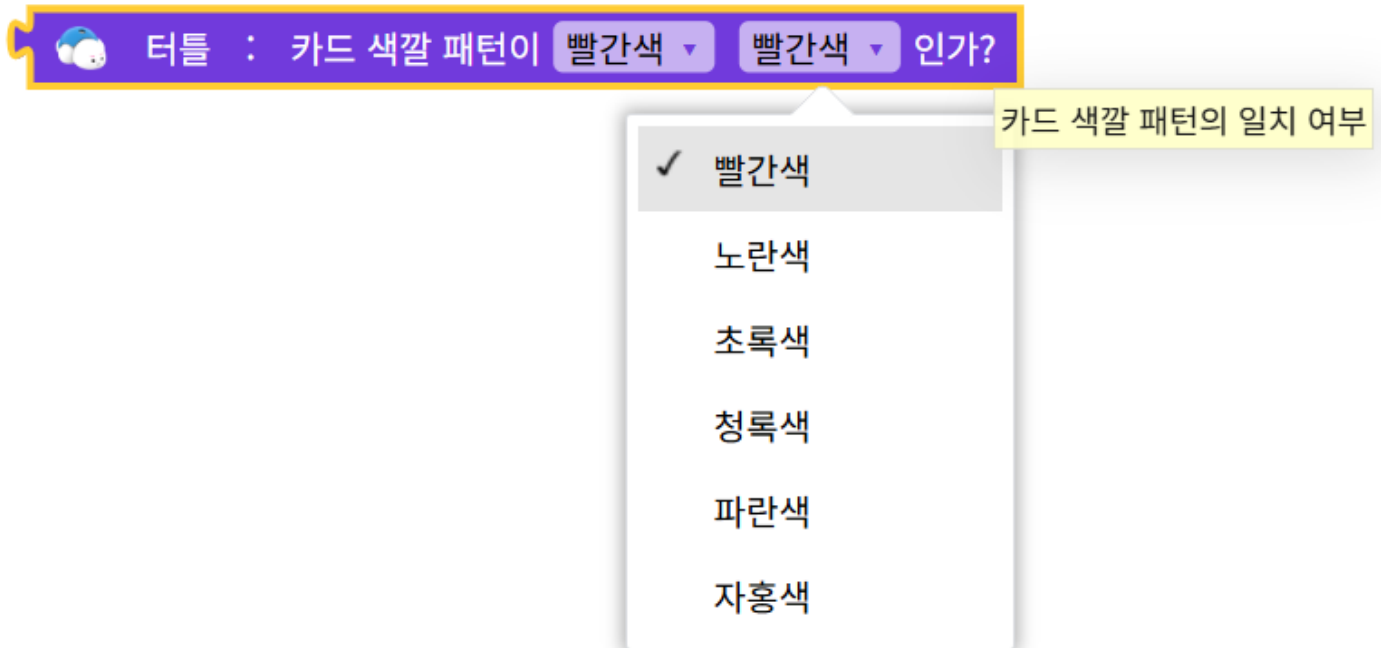 터틀 : 카드 색깔 패턴이 빨간색 빨간색 인가?
카드 색깔 패턴의 일치 여부
빨간색
노란색
초록색
청록색
파란색
자홍색